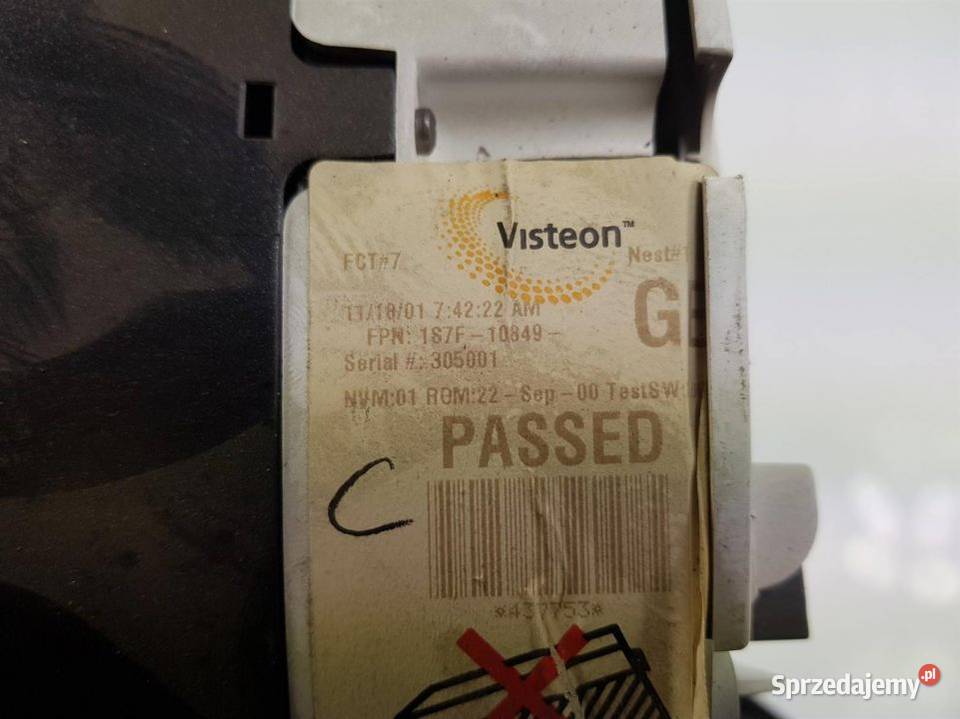 Visteon™
FCT#7 Nest#1
11/18/01 7:42:22 AM
FPN: 1S7F-10849-
Serial #: 305001
NVM:01 ROM:22-Sep-00 TestSW:
PASSED
C
*437753*
Sprzedajemy.pl